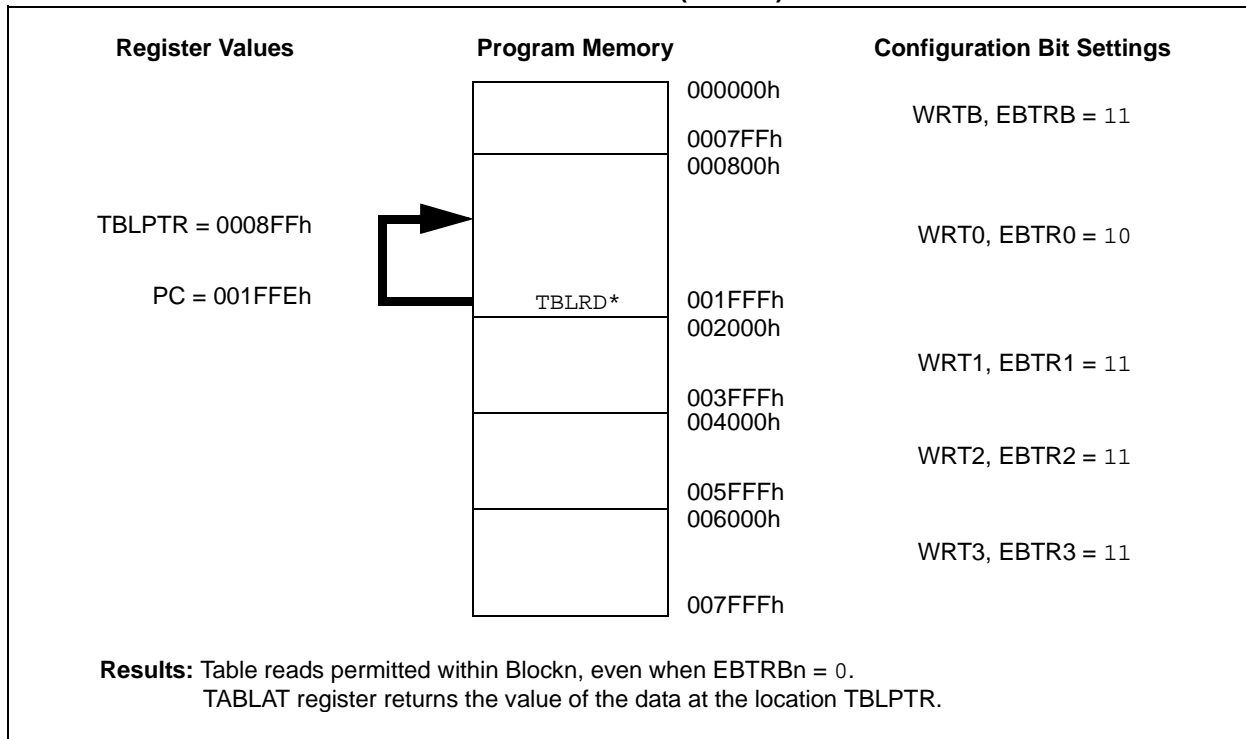 Register Values Program Memory Configuration Bit Settings
000000h
WRTB, EBTRB = 11
0007FFh
000800h
TBLPTR = 0008FFh
WRT0, EBTR0 = 10
PC = 001FFEh
TBLRD* 001FFFh
002000h
WRT1, EBTR1 = 11
003FFFh
004000h
WRT2, EBTR2 = 11
005FFFh
006000h
WRT3, EBTR3 = 11
007FFFh
Results: Table reads permitted within Blockn, even when EBTRBn = 0.
TABLAT register returns the value of the data at the location TBLPTR.